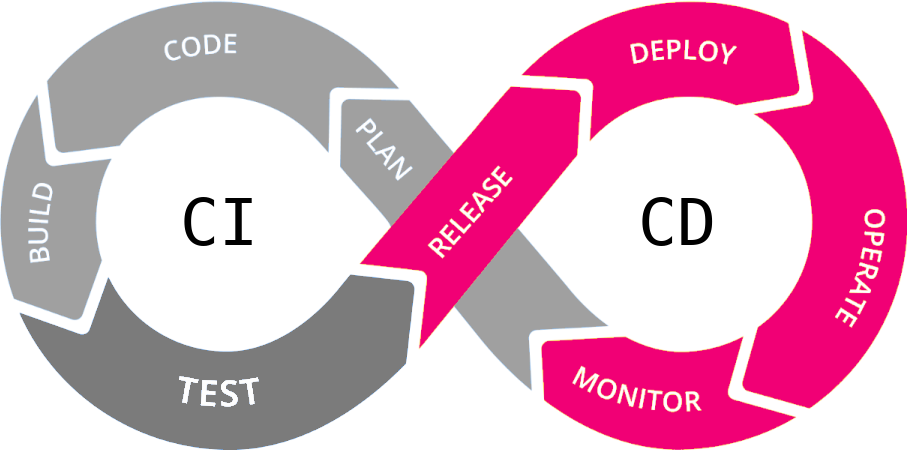 CODE
DEPLOY
PLAN
BUILD
CI
RELEASE
CD
OPERATE
TEST
MONITOR